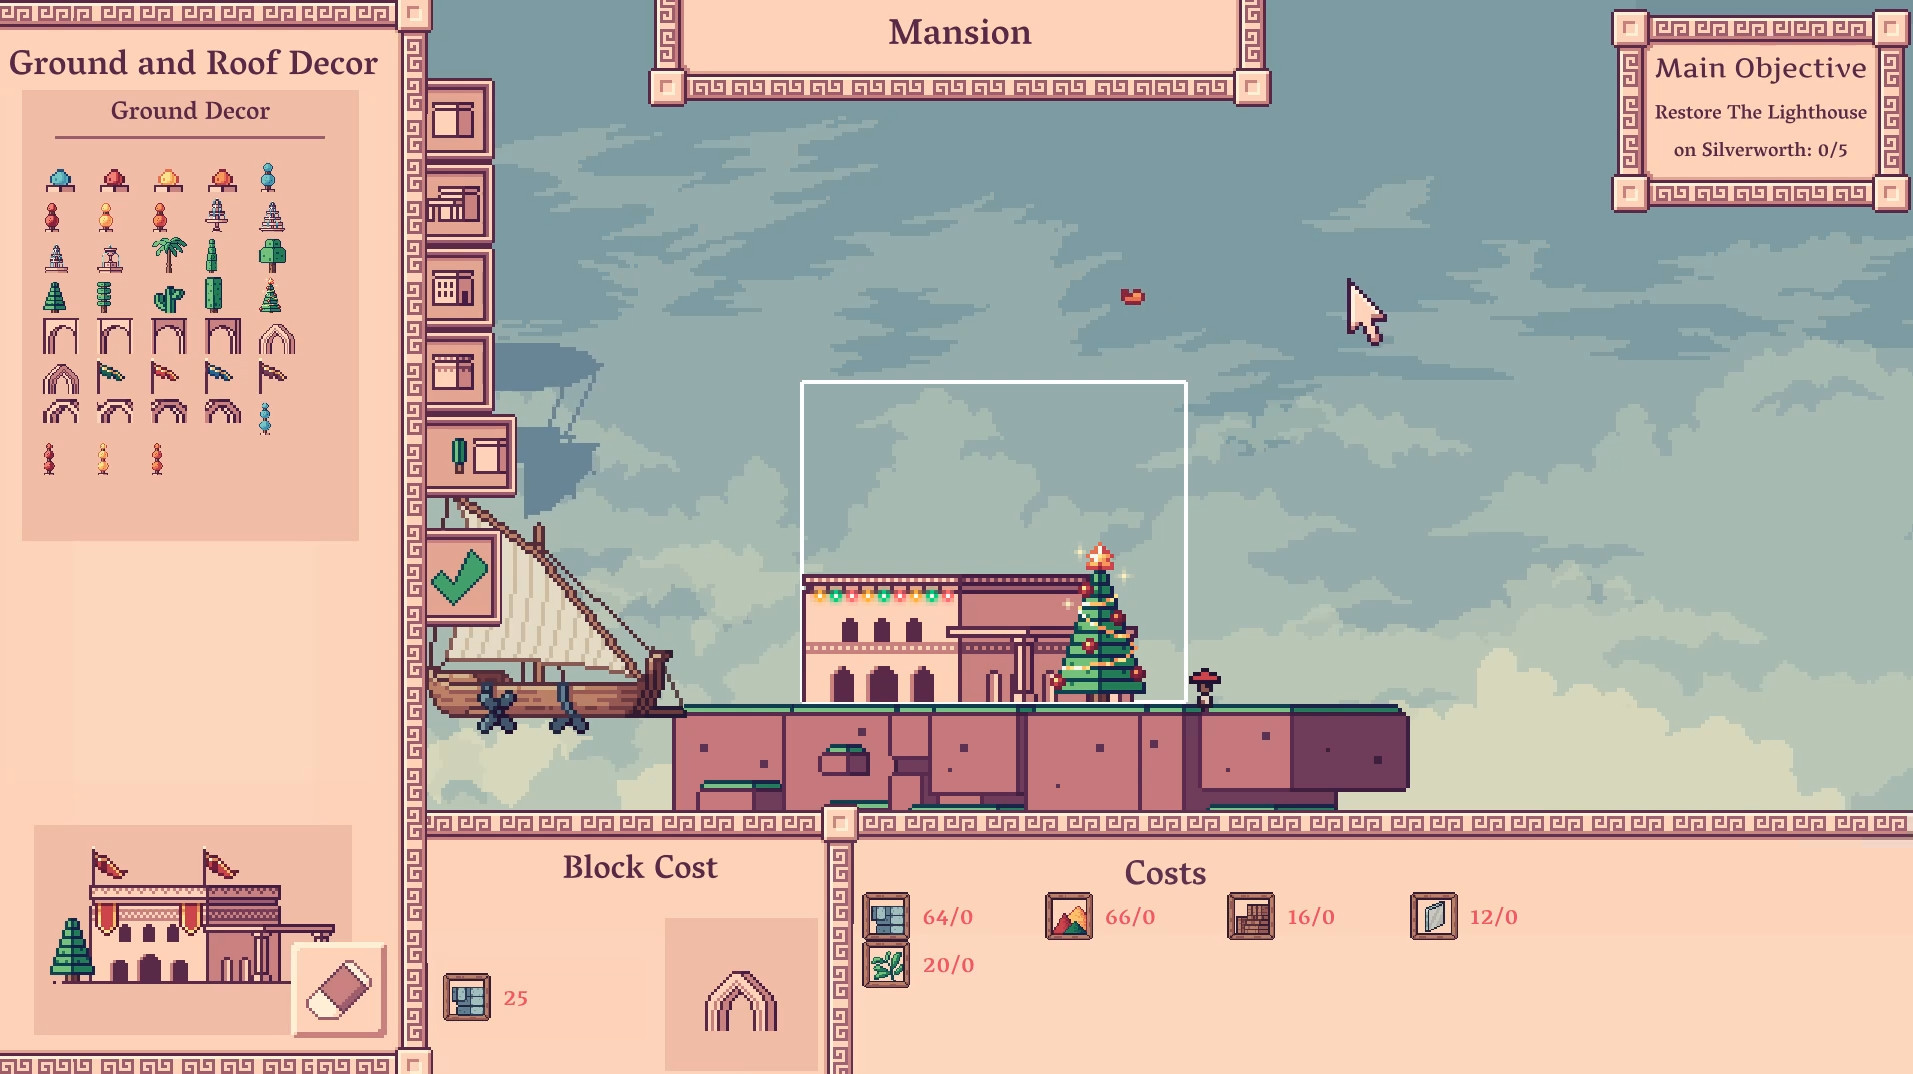 Ground and Roof Decor
Ground Decor
Mansion
Main Objective
Restore The Lighthouse
on Silverworth: 0/5
Block Cost
25
Costs
64/0
66/0
16/0
12/0
20/0